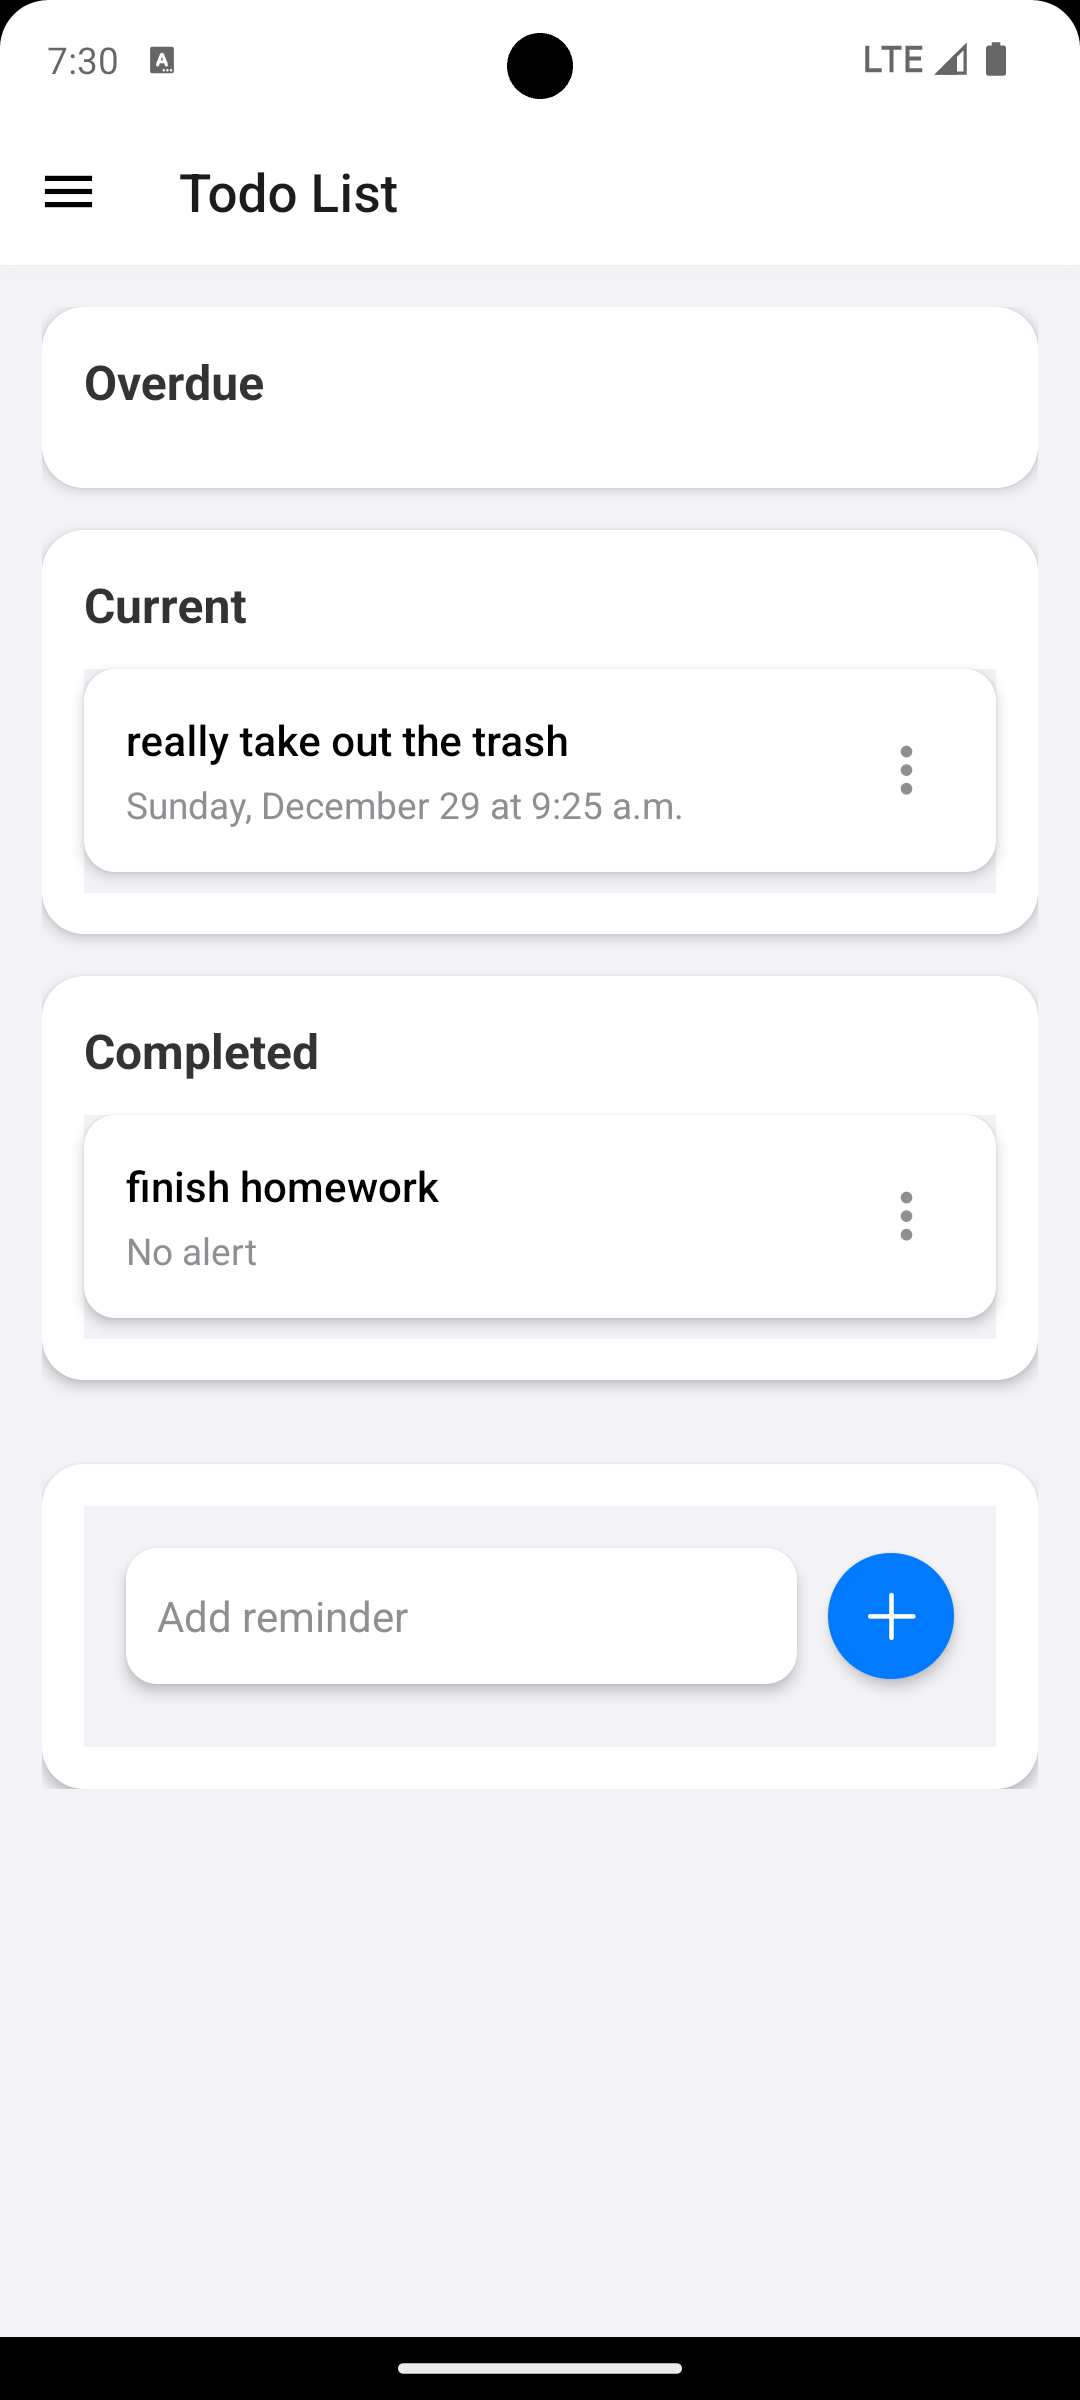 7:30
LTE
Todo List
Overdue
Current
really take out the trash
Sunday, December 29 at 9:25 a.m.
Completed
finish homework
No alert
Add reminder